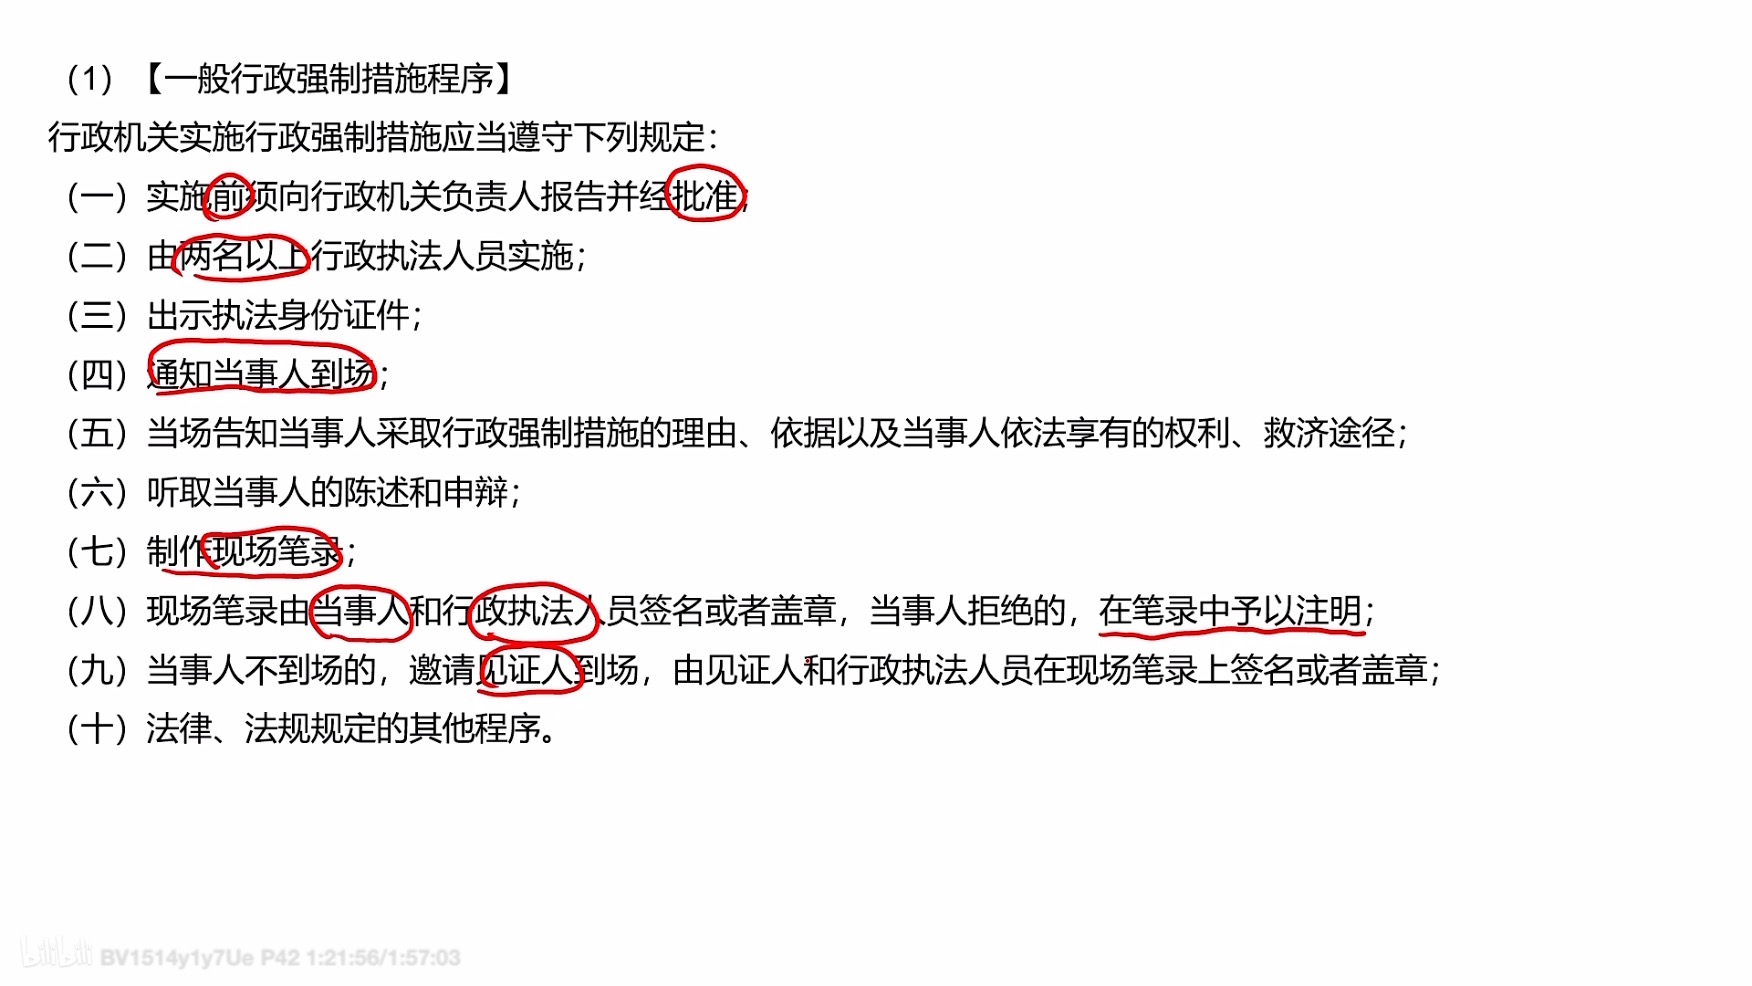 （1）【一般行政强制措施程序】
行政机关实施行政强制措施应当遵守下列规定：
（一）实施前须向行政机关负责人报告并经批准；
（二）由两名以上行政执法人员实施；
（三）出示执法身份证件；
（四）通知当事人到场；
（五）当场告知当事人采取行政强制措施的理由、依据以及当事人依法享有的权利、救济途径；
（六）听取当事人的陈述和申辩；
（七）制作现场笔录；
（八）现场笔录由当事人和行政执法人员签名或者盖章，当事人拒绝的，在笔录中予以注明；
（九）当事人不到场的，邀请见证人到场，由见证人和行政执法人员在现场笔录上签名或者盖章；
（十）法律、法规规定的其他程序。
bilibili BV1514y1y7Ue P42 1:21:56/1:57:03